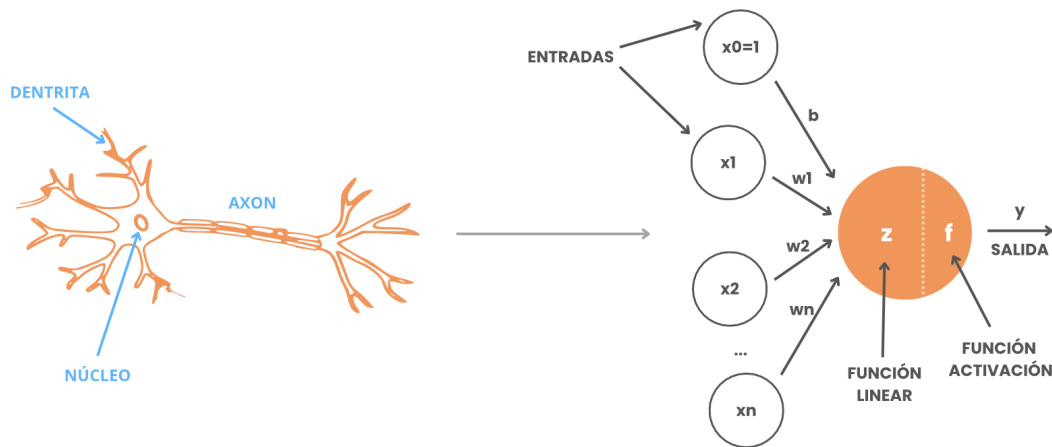 DENTRITA
AXON
NÚCLEO
ENTRADAS
x0=1
b
x1
w1
w2
x2
wn
...
xn
z
f
y
SALIDA
FUNCIÓN
LINEAR
FUNCIÓN
ACTIVACIÓN